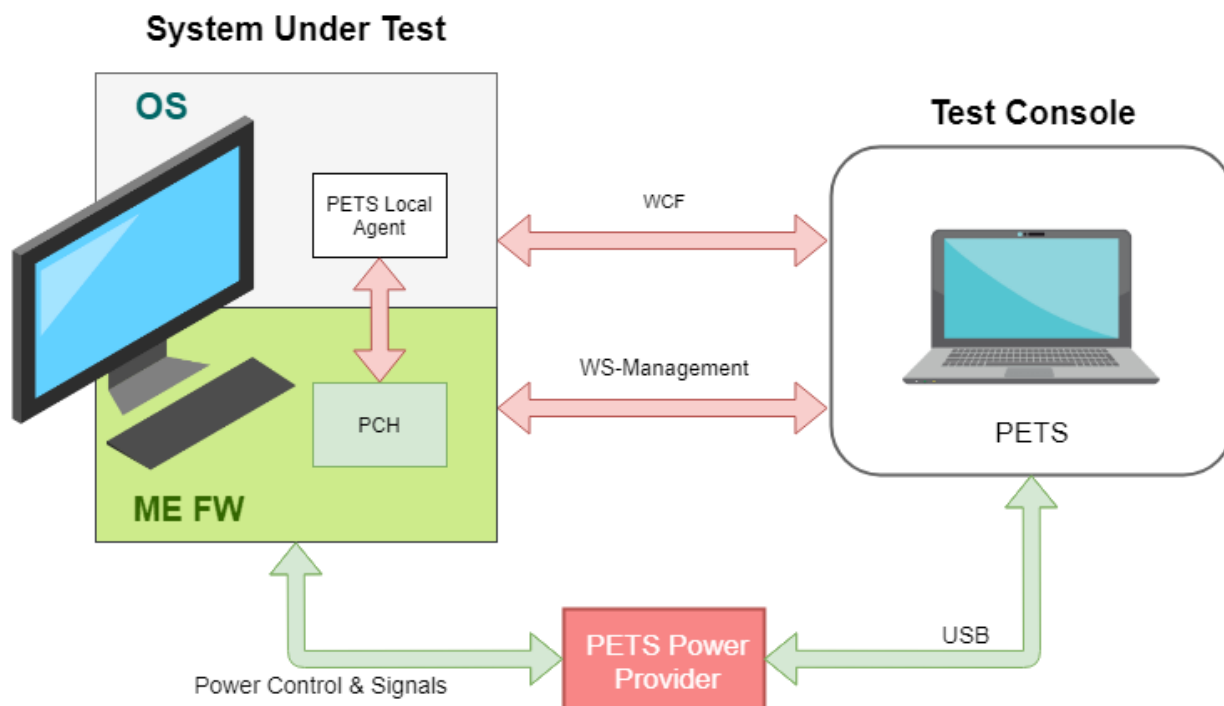 System Under Test
OS
Test Console
PETS Local
Agent
WCF
WS-Management
PCH
PETS
ME FW
PETS Power
Provider
USB
Power Control & Signals